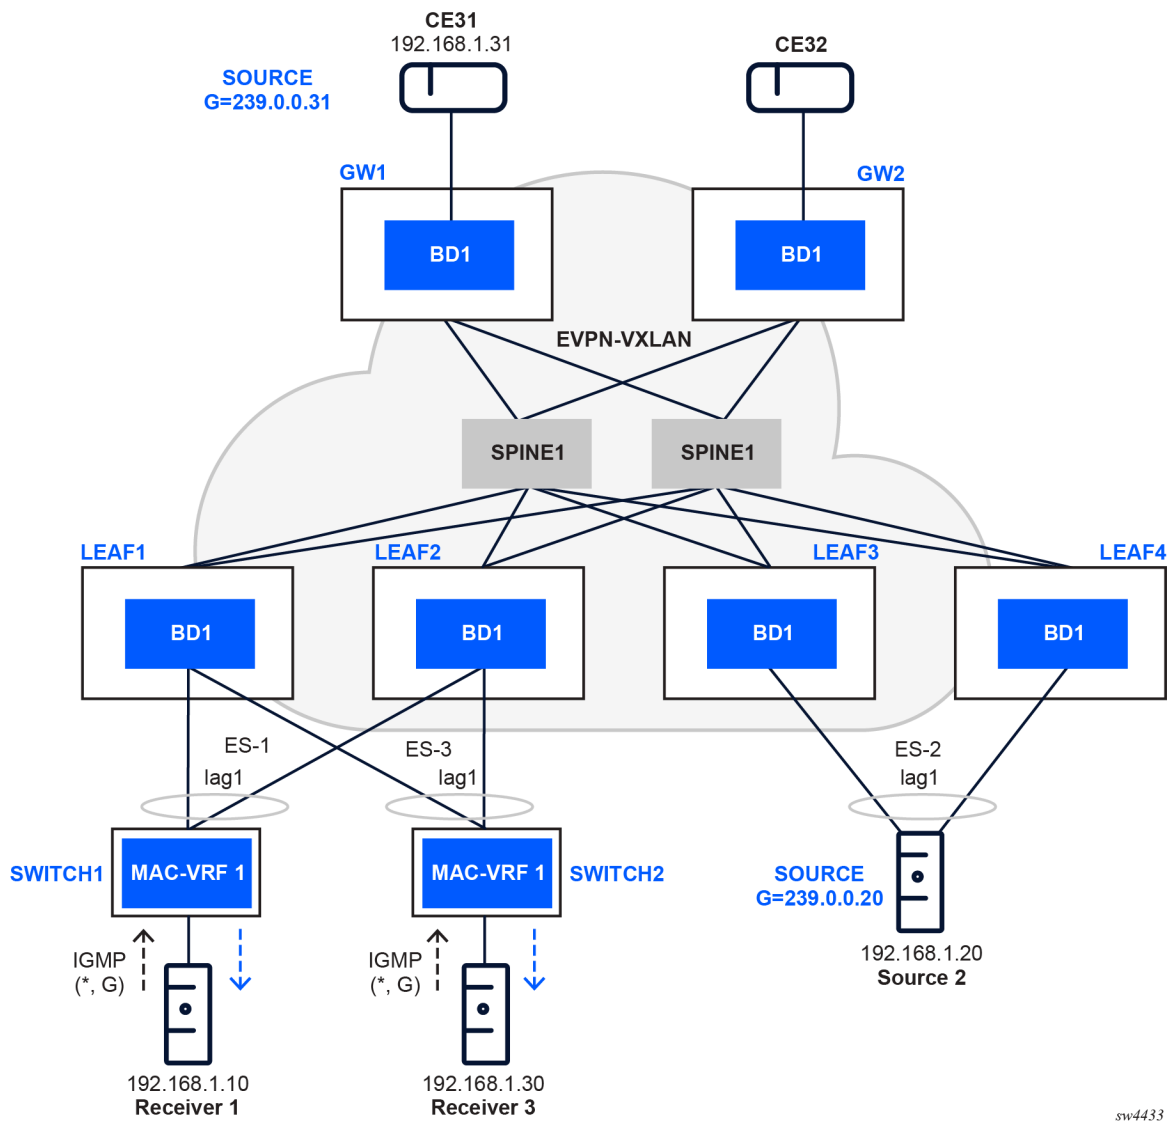 CE31
192.168.1.31
CE32
SOURCE
G=239.0.0.31
GW1
GW2
BD1
BD1
EVPN-VXLAN
SPINE1
SPINE1
LEAF1
LEAF2
LEAF3
LEAF4
BD1
BD1
BD1
BD1
ES-1
lag1
ES-3
lag1
ES-2
lag1
SWITCH1
MAC-VRF 1
MAC-VRF 1
SWITCH2
SOURCE
G=239.0.0.20
IGMP
(*, G)
IGMP
(*, G)
192.168.1.20
Source 2
192.168.1.10
Receiver 1
192.168.1.30
Receiver 3
sw4433